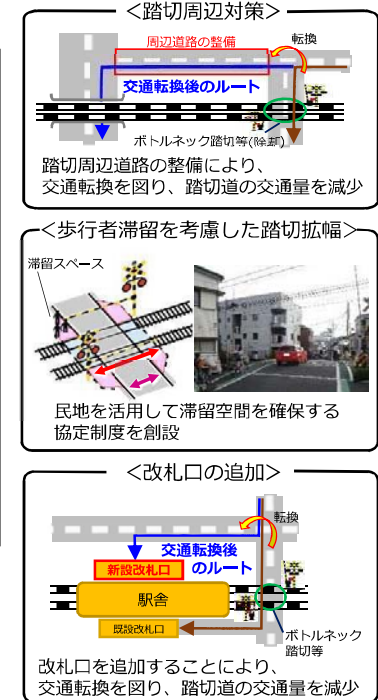 <踏切周辺対策>
周辺道路の整備
転換
交通転換後のルート
ボトルネック踏切等(除却)
踏切周辺道路の整備により、
交通転換を図り、踏切道の交通量を減少
<歩行者滞留を考慮した踏切拡幅>
滞留スペース
民地を活用して滞留空間を確保する
協定制度を創設
<改札口の追加>
転換
交通転換後
のルート
新設改札口
駅舎
既設改札口
ボトルネック
踏切等
改札口を追加することにより、
交通転換を図り、踏切道の交通量を減少